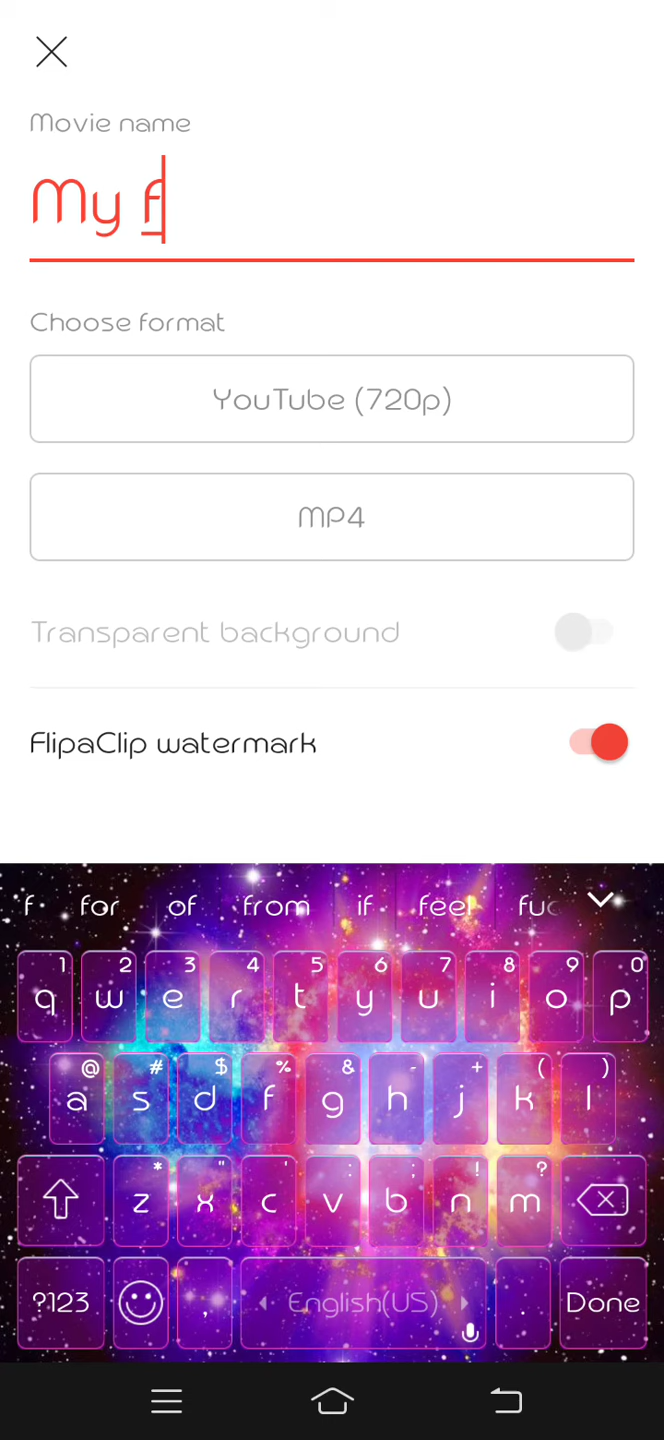 Movie name
My f
Choose format
YouTube (720p)
MP4
Transparent background
FlipaClip watermark
f for of from if feel
1 2 3 4 5 6 7 8 9 0
q w e r t y u i o p
@ # $ % & - + ( )
a s d f g h j k l
* " ' : ; ! ?
z x c v b n m
?123 , English(US) . Done